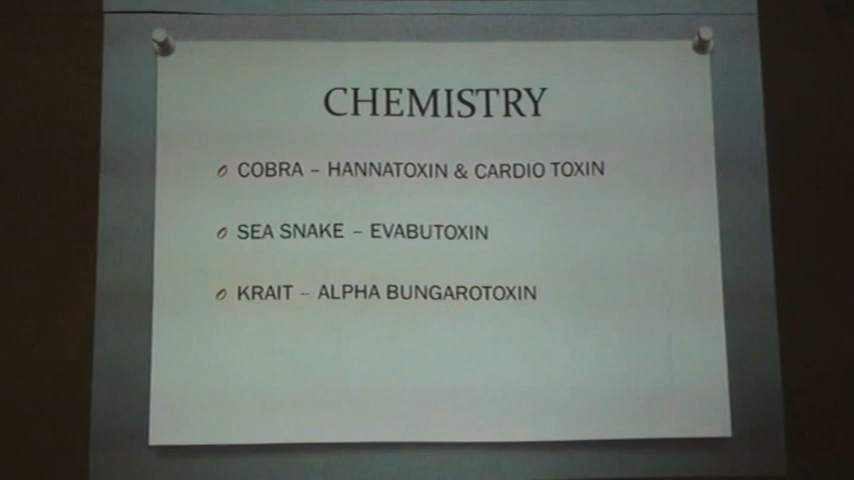 CHEMISTRY
COBRA – HANNATOXIN & CARDIO TOXIN
SEA SNAKE – EVABUTOXIN
KRAIT – ALPHA BUNGAROTOXIN